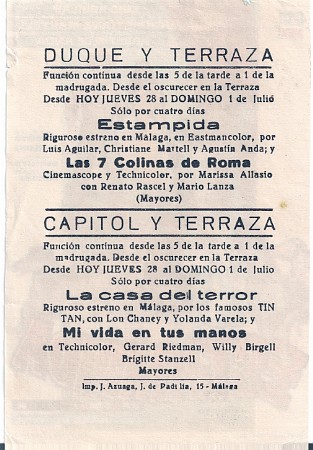 DUQUE Y TERRAZA
Función contínua desde las 5 de la tarde a 1 de la
madrugada. Desde el oscurecer en la Terraza
Desde HOY JUEVES 28 al DOMINGO 1 de Julio
Sólo por cuatro días
Estampida
Riguroso estreno en Málaga, en Eastmancolor, por
Luis Aguilar, Christiane Martell y Agustín Anda; y
Las 7 Colinas de Roma
Cinemascope y Technicolor, por Marissa Allasio
con Renato Rascel y Mario Lanza
(Mayores)
CAPITOL Y TERRAZA
Función contínua desde las 5 de la tarde a 1 de la
madrugada. Desde el oscurecer en la Terraza
Desde HOY JUEVES 28 al DOMINGO 1 de Julio
Sólo por cuatro días
La casa del terror
Riguroso estreno en Málaga, por los famosos TIN
TAN, con Lon Chaney y Yolanda Varela; y
Mi vida en tus manos
en Technicolor, Gerard Riedman, Willy Birgell
Brigitte Stanzell
Mayores
Imp. J. Azuaga, J. de Padilla, 15 - Málaga